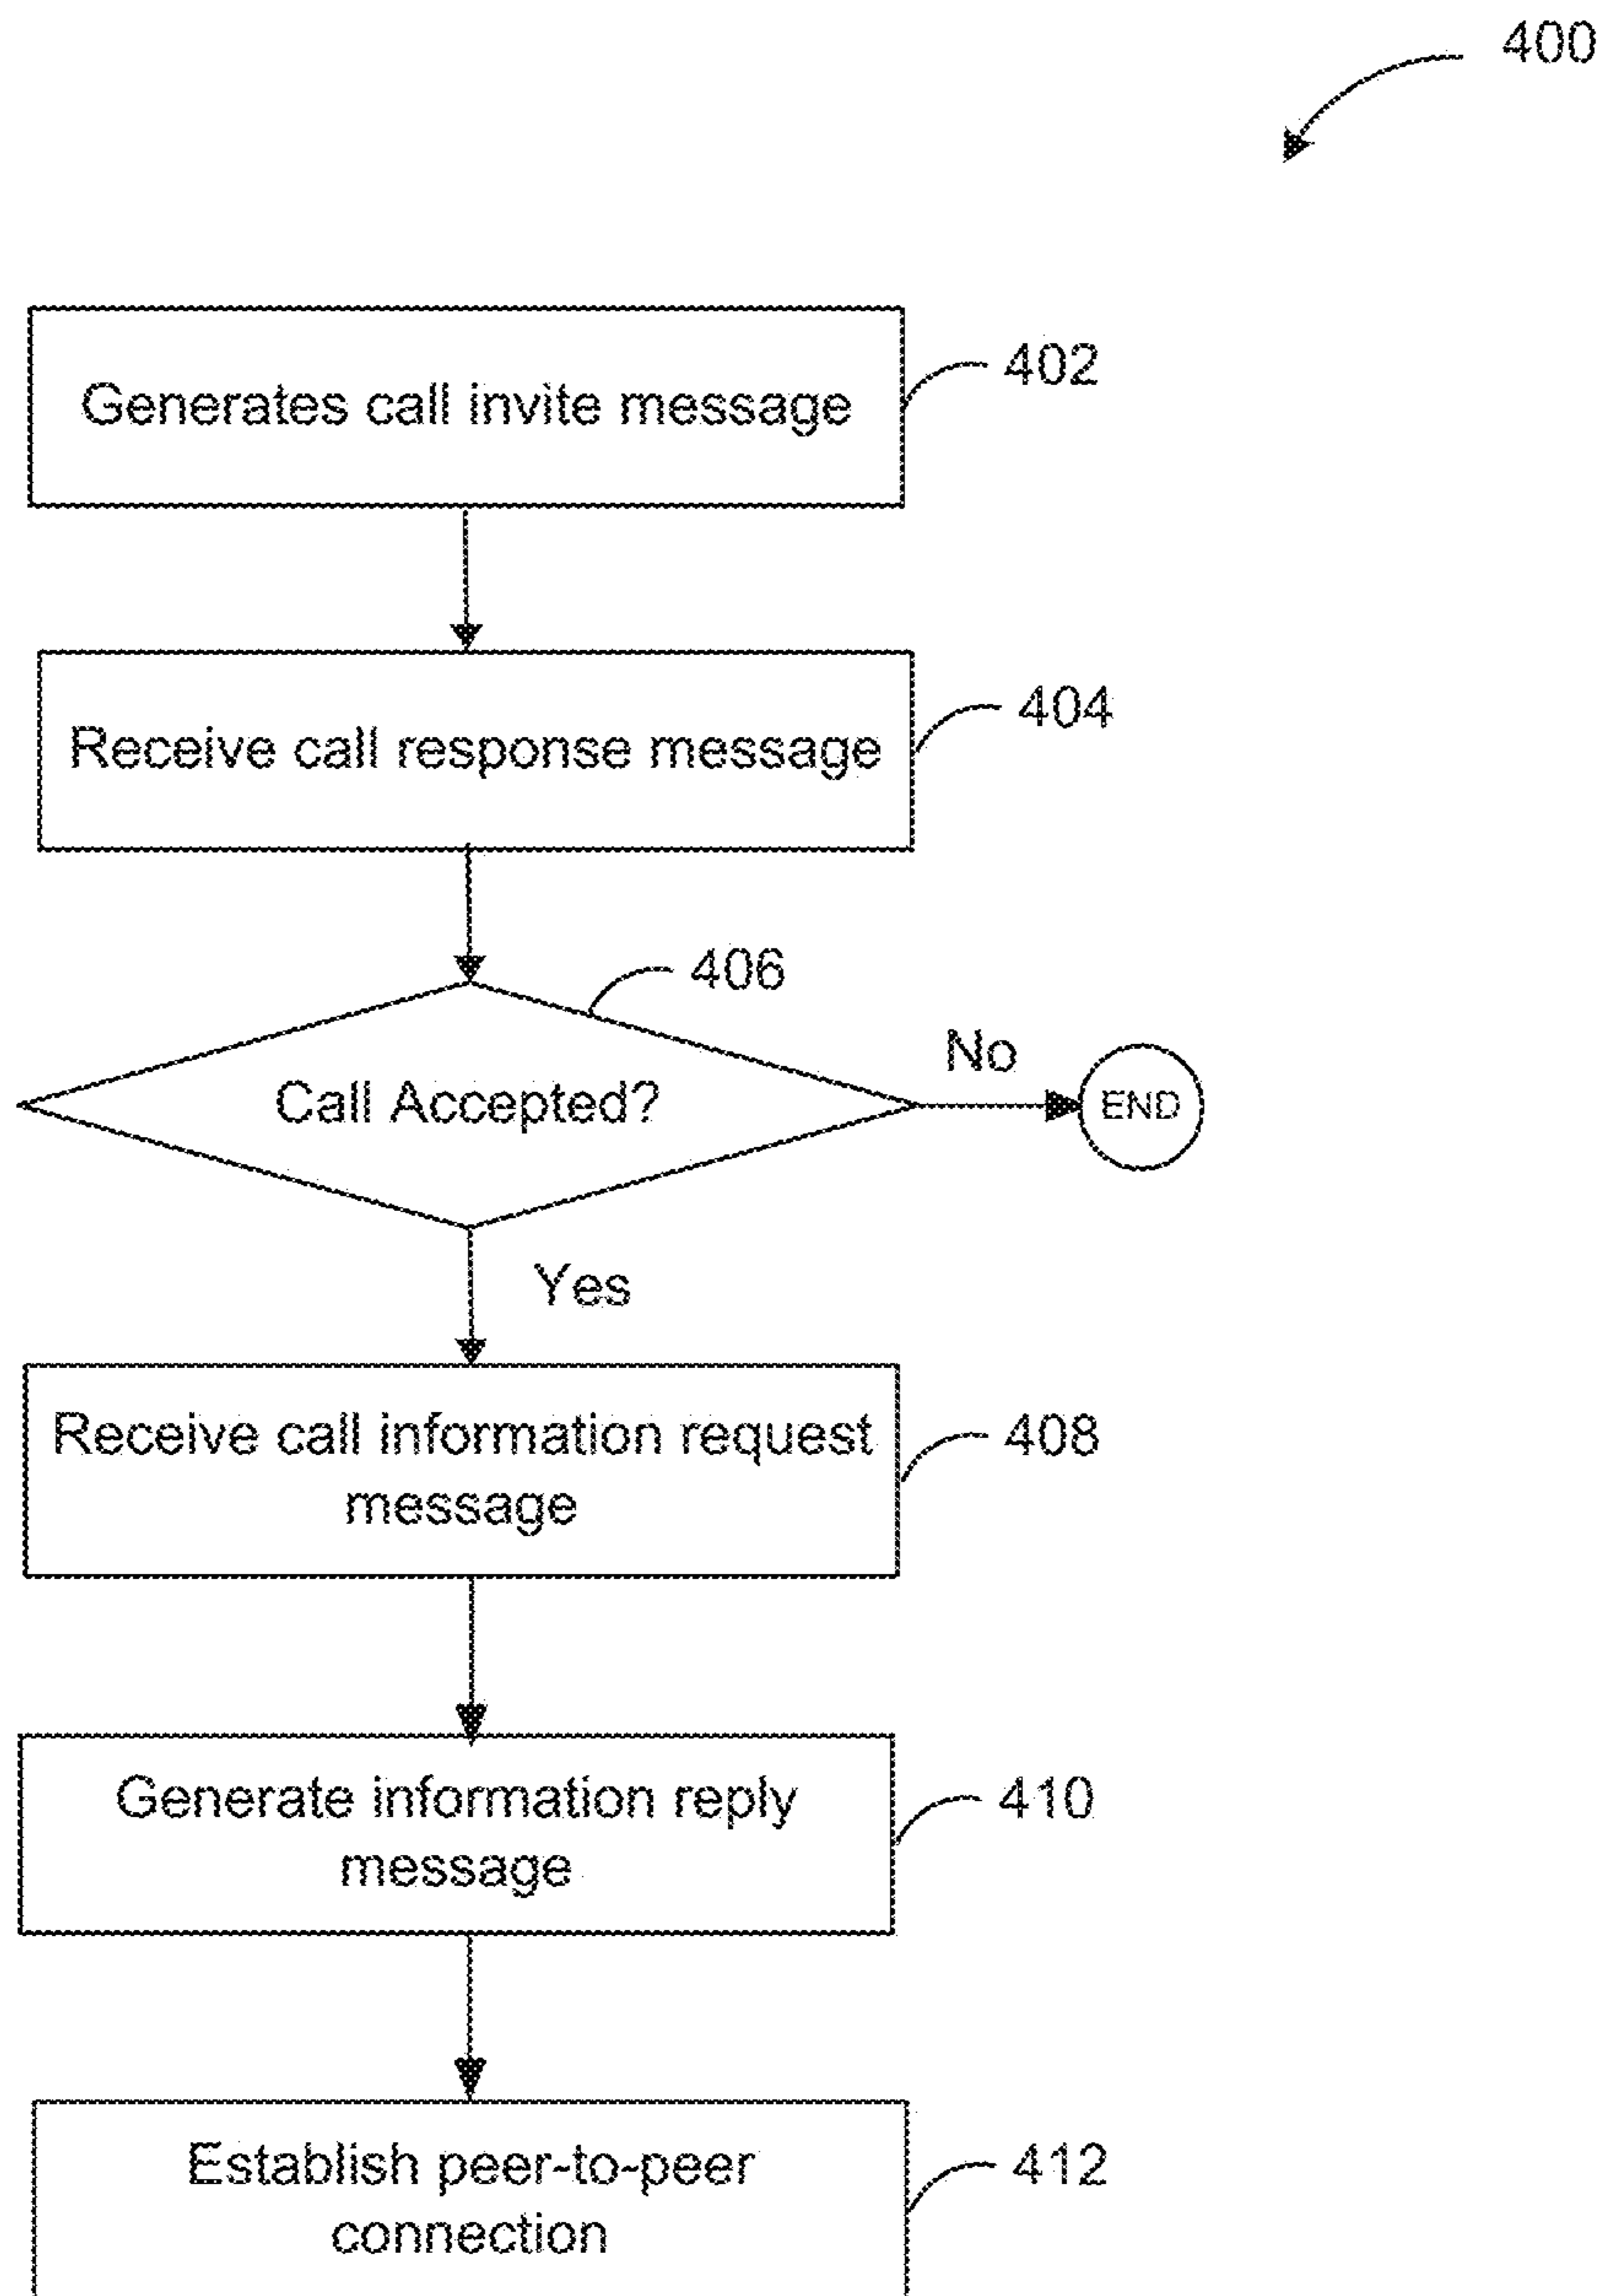 400
Generates call invite message
402
Receive call response message
404
406
Call Accepted?
No
END
Yes
Receive call information request
message
408
Generate information reply
message
410
Establish peer-to-peer
connection
412